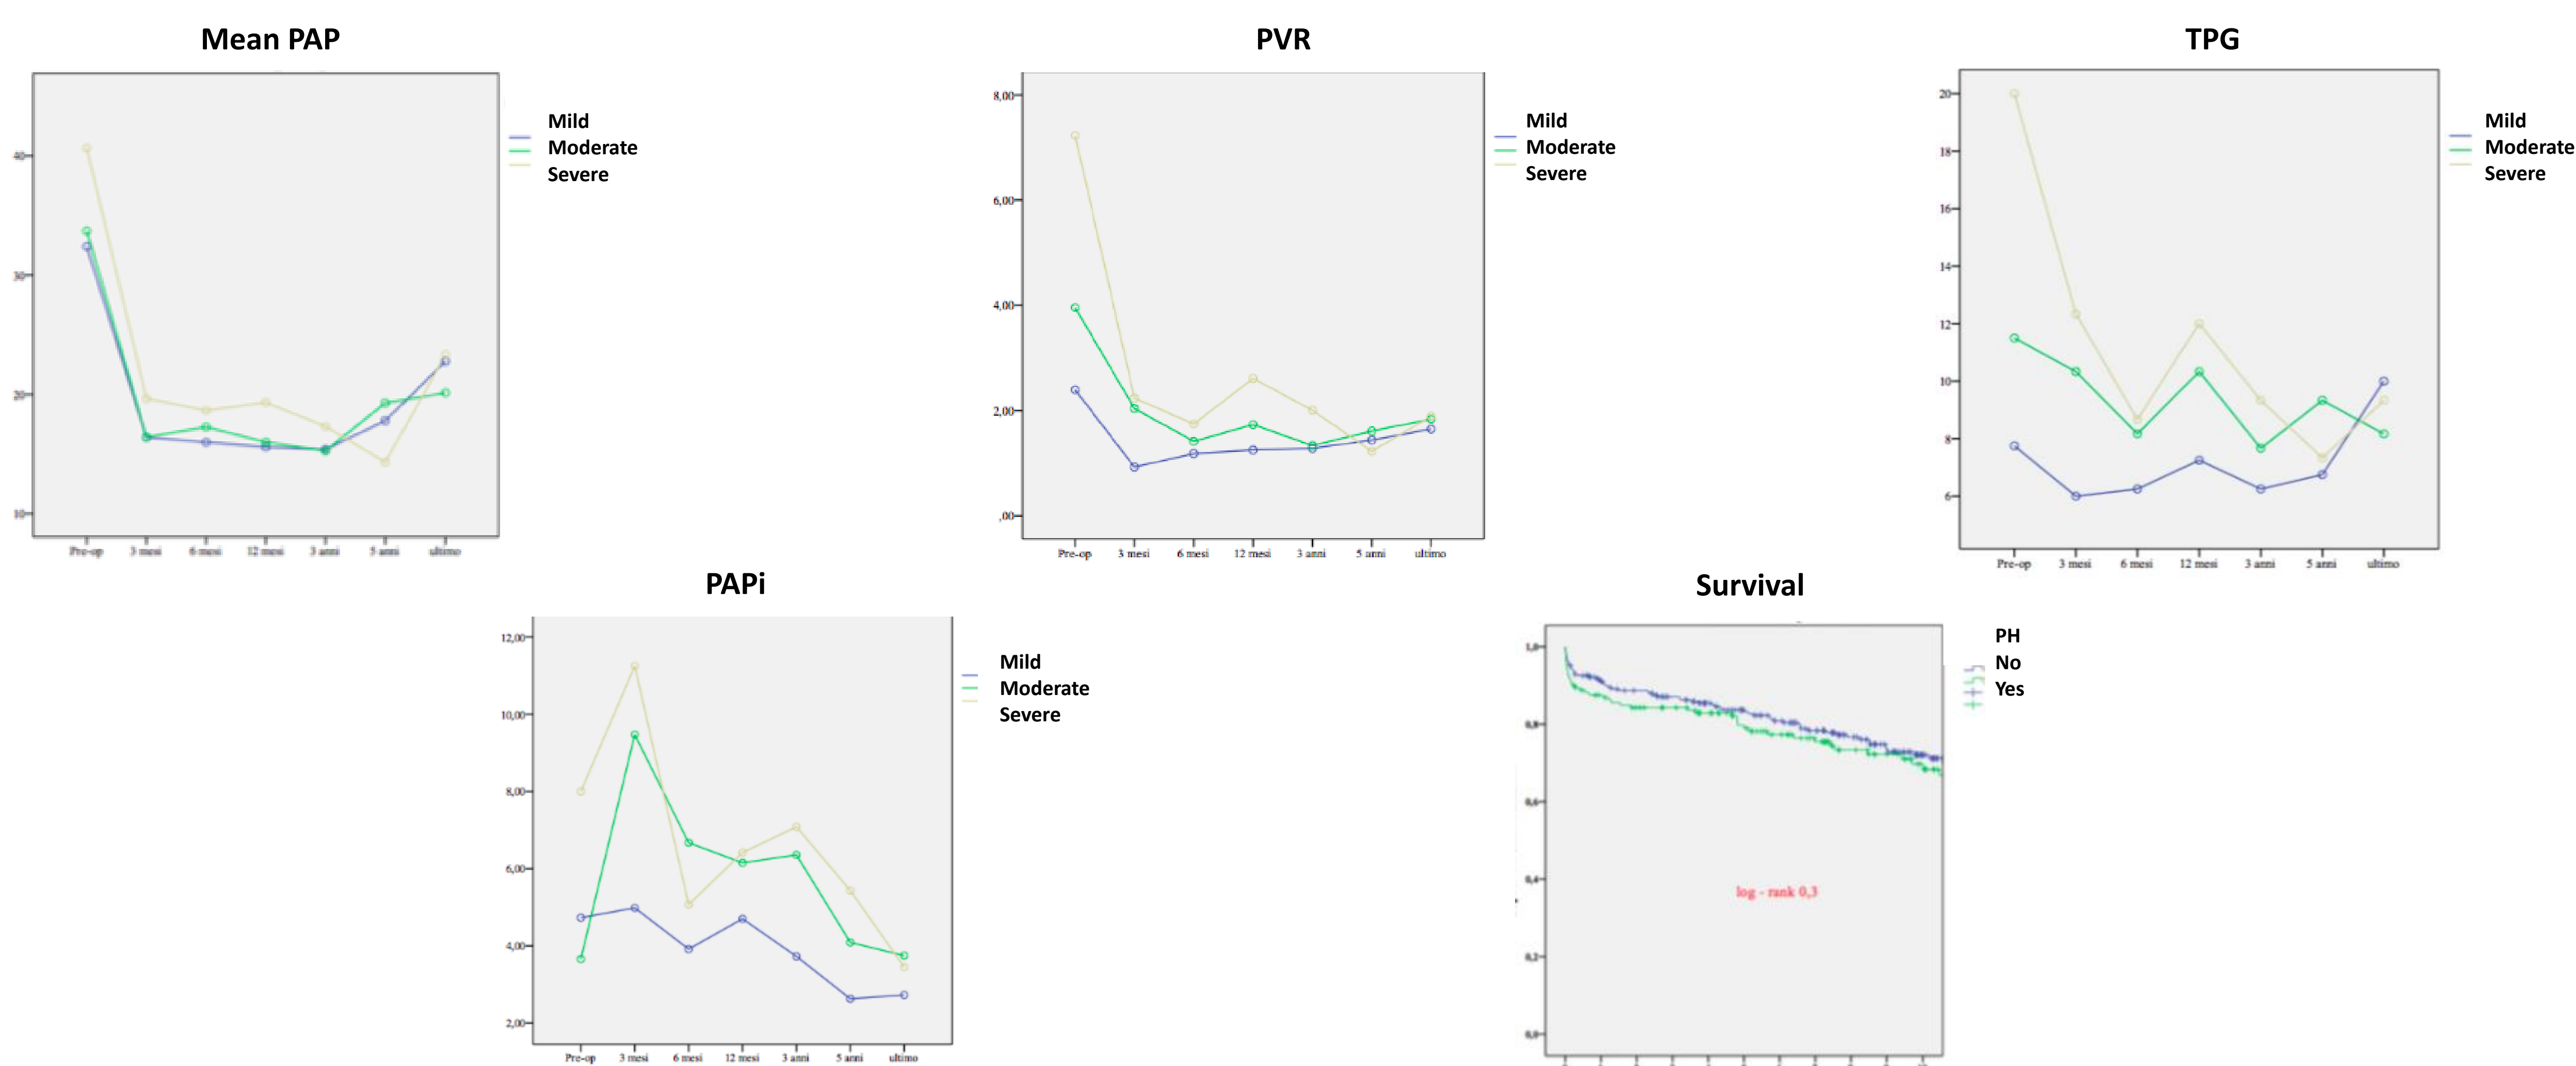 Mean PAP
40
30
20
10
Pre-op 3 mesi 6 mesi 12 mesi 3 anni 5 anni ultimo
Mild
Moderate
Severe
PVR
8,00
6,00
4,00
2,00
,00
Pre-op 3 mesi 6 mesi 12 mesi 3 anni 5 anni ultimo
Mild
Moderate
Severe
TPG
20
18
16
14
12
10
8
6
Pre-op 3 mesi 6 mesi 12 mesi 3 anni 5 anni ultimo
Mild
Moderate
Severe
PAPi
12,00
10,00
8,00
6,00
4,00
2,00
Pre-op 3 mesi 6 mesi 12 mesi 3 anni 5 anni ultimo
Mild
Moderate
Severe
Survival
1,0
0,8
0,6
0,4
0,2
0,0
log - rank 0,3
PH
No
Yes